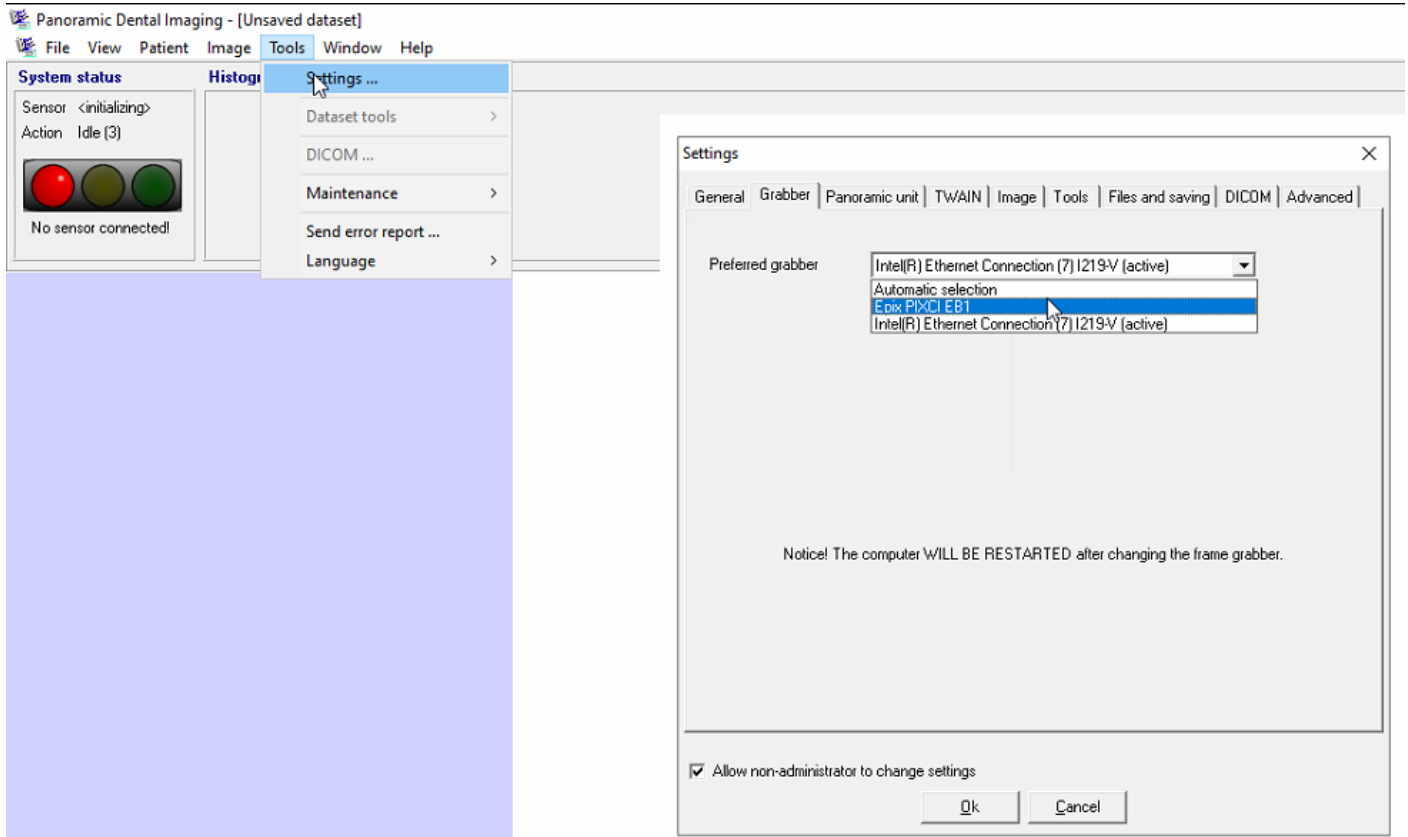 Panoramic Dental Imaging - [Unsaved dataset]
File View Patient Image Tools Window Help
System status
Histogr
Sensor <initializing>
Action Idle (3)
No sensor connected!
Settings ...
Dataset tools
DICOM ...
Maintenance
Send error report ...
Language
Settings
General Grabber Panoramic unit TWAIN Image Tools Files and saving DICOM Advanced
Preferred grabber
Intel(R) Ethernet Connection (7) I219-V (active)
Automatic selection
Epix PIXCI EB1
Intel(R) Ethernet Connection (7) I219-V (active)
Notice! The computer WILL BE RESTARTED after changing the frame grabber.
Allow non-administrator to change settings
Ok Cancel